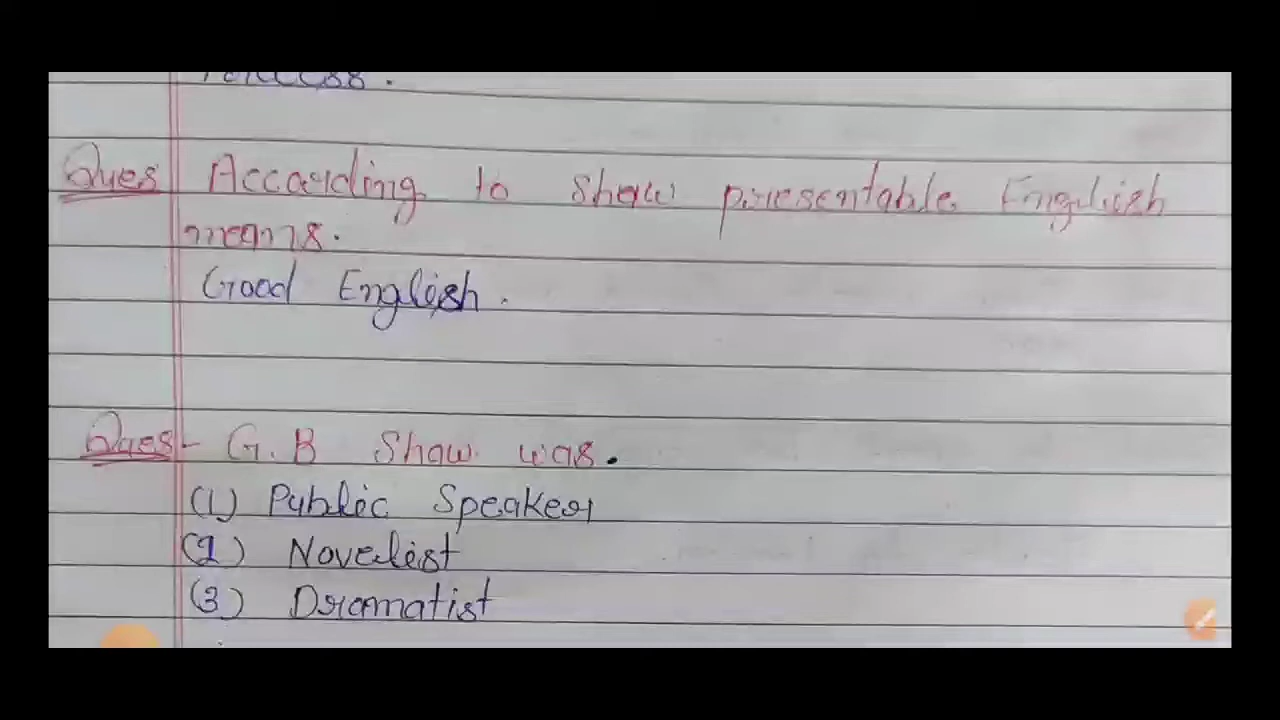 Ques According to Shaw presentable English
means.
Good English.
Ques - G.B Shaw was.
(1) Public Speaker
(2) Novelist
(3) Dramatist